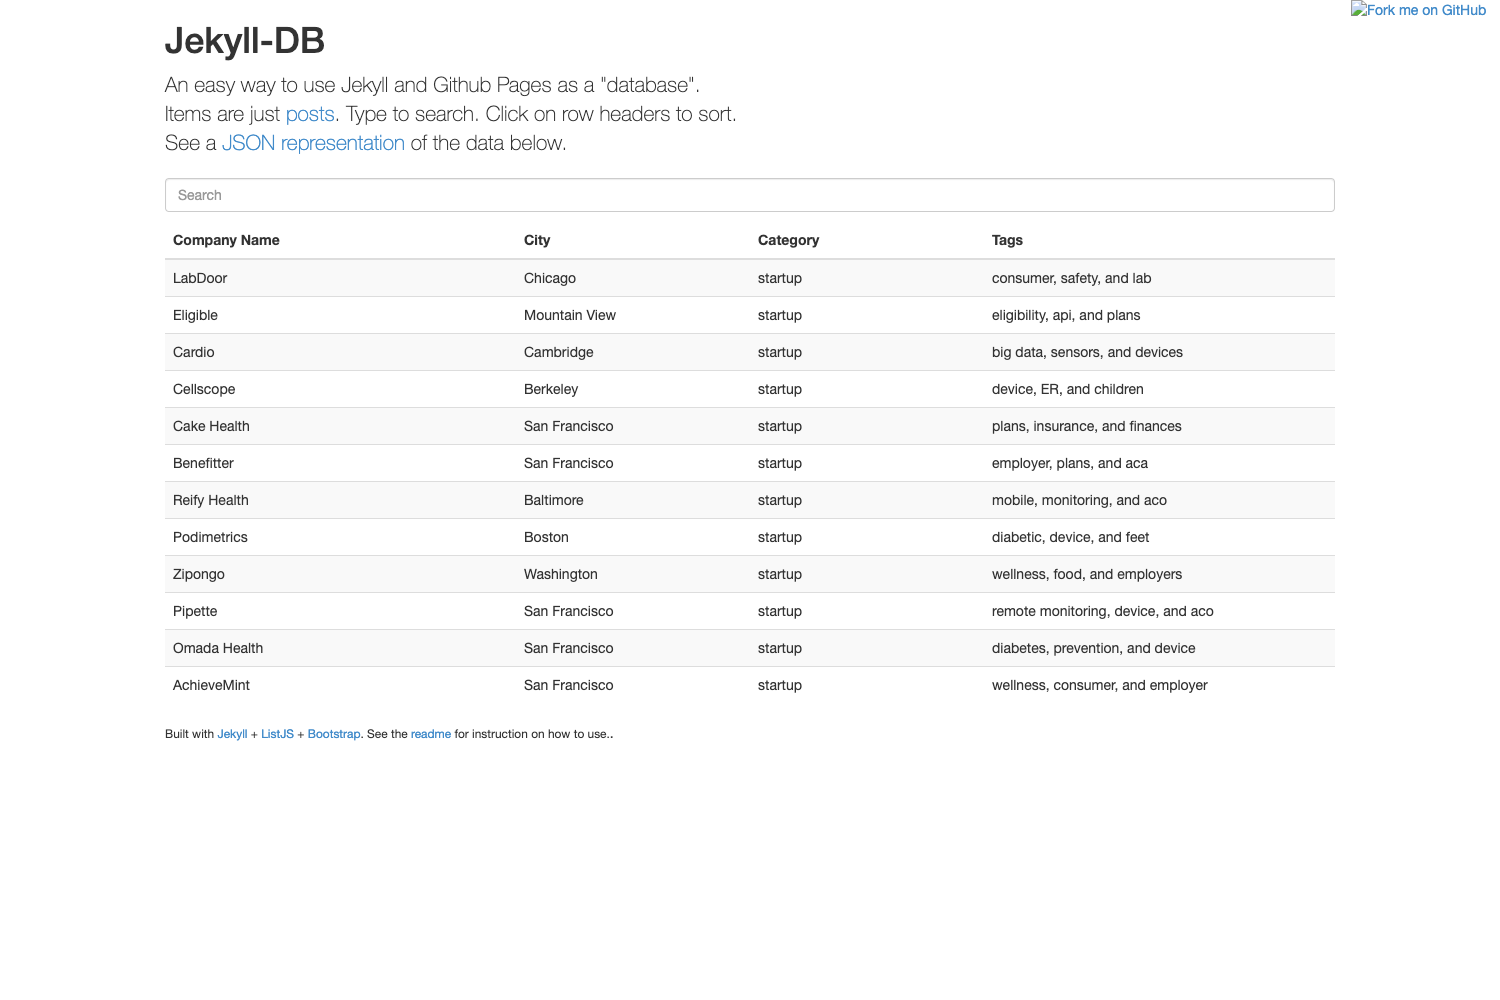 Fork me on GitHub
Jekyll-DB
An easy way to use Jekyll and Github Pages as a "database".
Items are just posts. Type to search. Click on row headers to sort.
See a JSON representation of the data below.
Search
Company Name City Category Tags
LabDoor Chicago startup consumer, safety, and lab
Eligible Mountain View startup eligibility, api, and plans
Cardio Cambridge startup big data, sensors, and devices
Cellscope Berkeley startup device, ER, and children
Cake Health San Francisco startup plans, insurance, and finances
Benefitter San Francisco startup employer, plans, and aca
Reify Health Baltimore startup mobile, monitoring, and aco
Podimetrics Boston startup diabetic, device, and feet
Zipongo Washington startup wellness, food, and employers
Pipette San Francisco startup remote monitoring, device, and aco
Omada Health San Francisco startup diabetes, prevention, and device
AchieveMint San Francisco startup wellness, consumer, and employer
Built with Jekyll + ListJS + Bootstrap. See the readme for instruction on how to use..